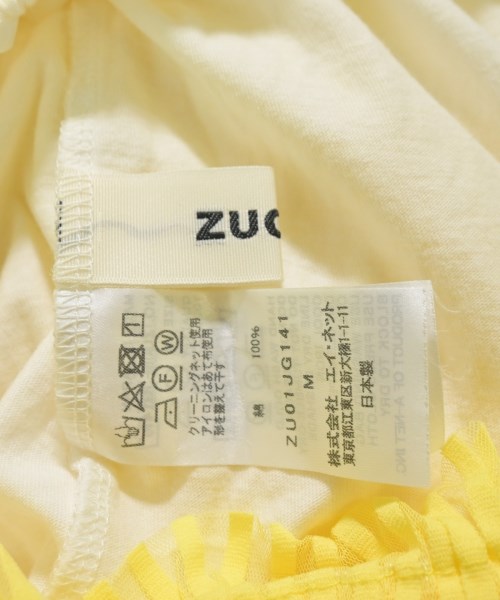 ZUC
クリーニングネット使用
アイロンはあて布使用
形を整えて干す
綿 100%
ZU01JG141
M
株式会社 エイ・ネット
東京都江東区新大橋1-1-11
日本製